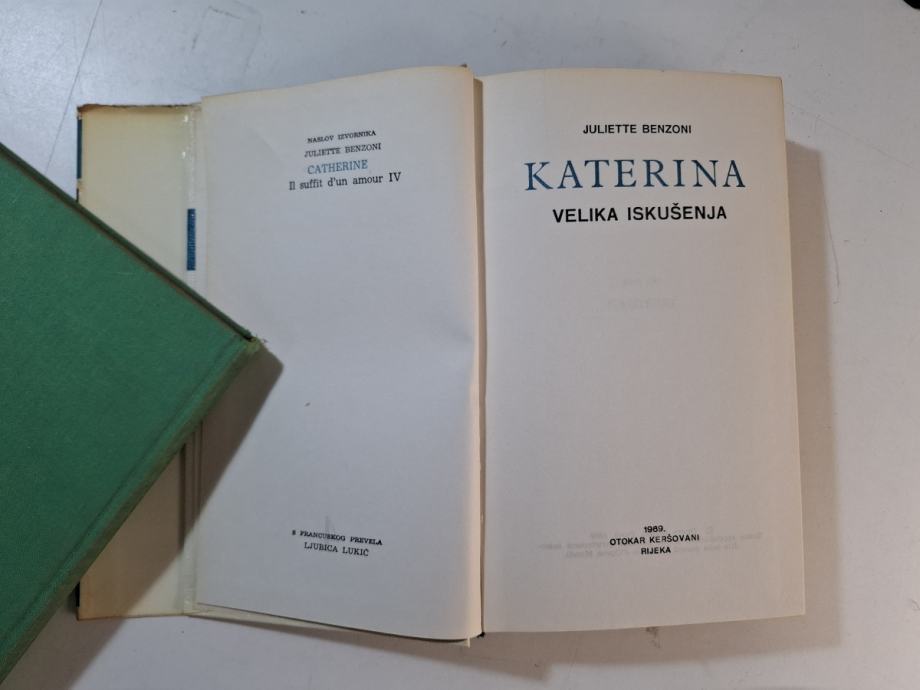 NASLOV IZVORNIKA
JULIETTE BENZONI
CATHERINE
Il suffit d'un amour IV
S FRANCUSKOG PREVELA
LJUBICA LUKIĆ
JULIETTE BENZONI
KATERINA
VELIKA ISKUŠENJA
1969.
OTOKAR KERŠOVANI
RIJEKA